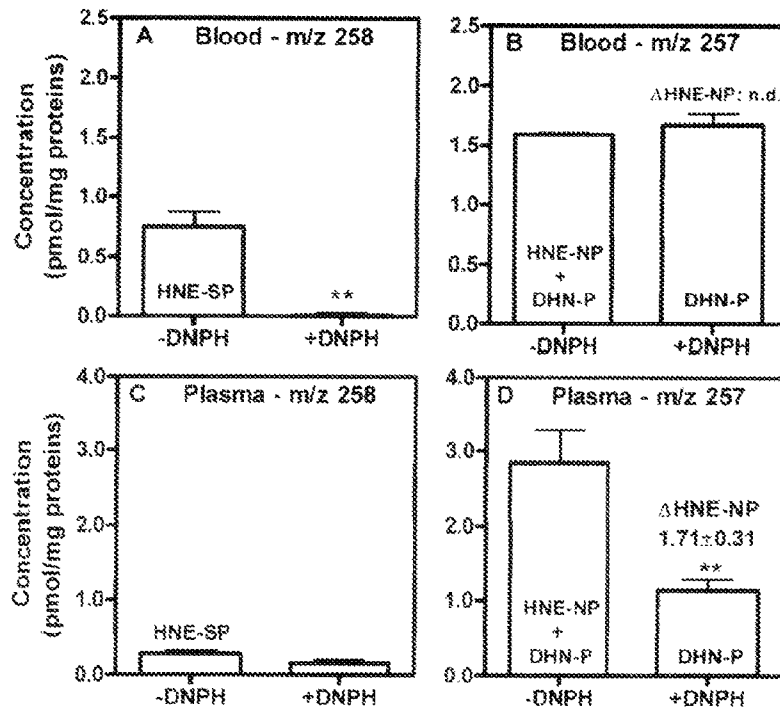 Concentration
(pmol/mg proteins)
A Blood - m/z 258
2.5
2.0
1.5
1.0
0.5
0.0
HNE-SP
**
-DNPH +DNPH
B Blood - m/z 257
2.5
2.0
1.5
1.0
0.5
0.0
ΔHNE-NP: n.d.
HNE-NP
+
DHN-P
DHN-P
-DNPH +DNPH
Concentration
(pmol/mg proteins)
C Plasma - m/z 258
4.0
3.0
2.0
1.0
0.0
HNE-SP
-DNPH +DNPH
D Plasma - m/z 257
4.0
3.0
2.0
1.0
0.0
ΔHNE-NP
1.71±0.31
**
HNE-NP
+
DHN-P
DHN-P
-DNPH +DNPH